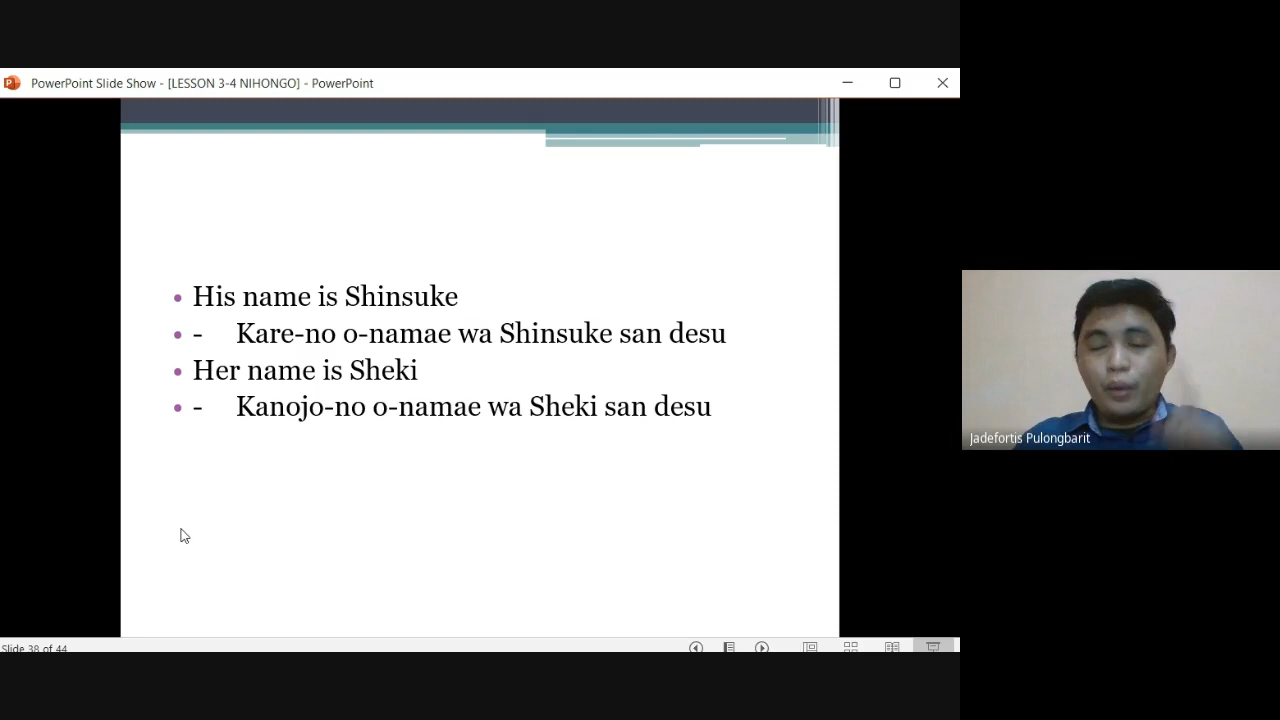 PowerPoint Slide Show - [LESSON 3-4 NIHONGO] - PowerPoint
• His name is Shinsuke
• - Kare-no o-namae wa Shinsuke san desu
• Her name is Sheki
• - Kanojo-no o-namae wa Sheki san desu
Jadefortis Pulongbarit
Slide 38 of 44